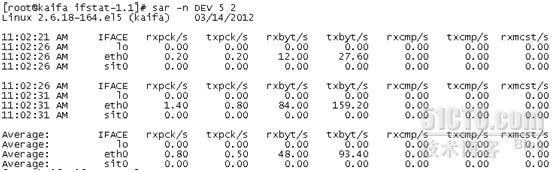 [root@kaifa ifstat-1.1]# sar -n DEV 5 2
Linux 2.6.18-164.el5 (kaifa) 03/14/2012
11:02:21 AM IFACE rxpck/s txpck/s rxbyt/s txbyt/s rxcmp/s txcmp/s rxmcst/s
11:02:26 AM lo 0.00 0.00 0.00 0.00 0.00 0.00 0.00
11:02:26 AM eth0 0.20 0.20 12.00 27.60 0.00 0.00 0.00
11:02:26 AM sit0 0.00 0.00 0.00 0.00 0.00 0.00 0.00
11:02:26 AM IFACE rxpck/s txpck/s rxbyt/s txbyt/s rxcmp/s txcmp/s rxmcst/s
11:02:31 AM lo 0.00 0.00 0.00 0.00 0.00 0.00 0.00
11:02:31 AM eth0 1.40 0.80 84.00 159.20 0.00 0.00 0.00
11:02:31 AM sit0 0.00 0.00 0.00 0.00 0.00 0.00 0.00
Average: IFACE rxpck/s txpck/s rxbyt/s txbyt/s rxcmp/s txcmp/s rxmcst/s
Average: lo 0.00 0.00 0.00 0.00 0.00 0.00 0.00
Average: eth0 0.80 0.50 48.00 93.40 0.00 0.00 0.00
Average: sit0 0.00 0.00 0.00 0.00 0.00 0.00 0.00
51CTO.com
技术博客